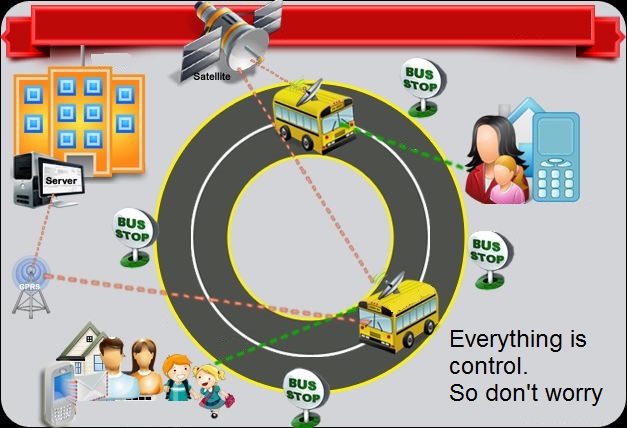 Satellite
BUS
STOP
Server
BUS
STOP
BUS
STOP
GPRS
Everything is
control.
So don't worry
BUS
STOP